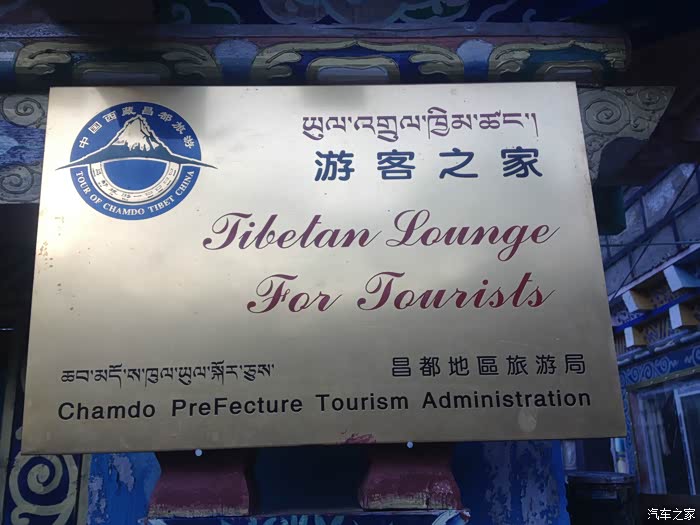 中国西藏昌都旅游
TOUR OF CHAMDO TIBET CHINA
ཡུལ་འགྲུལ་ཁྱིམ་ཚང་།
游客之家
Tibetan Lounge
For Tourists
ཆབ་མདོ་ས་ཁུལ་ཡུལ་སྐོར་ཅུས་
昌都地區旅游局
Chamdo PreFecture Tourism Administration
汽车之家